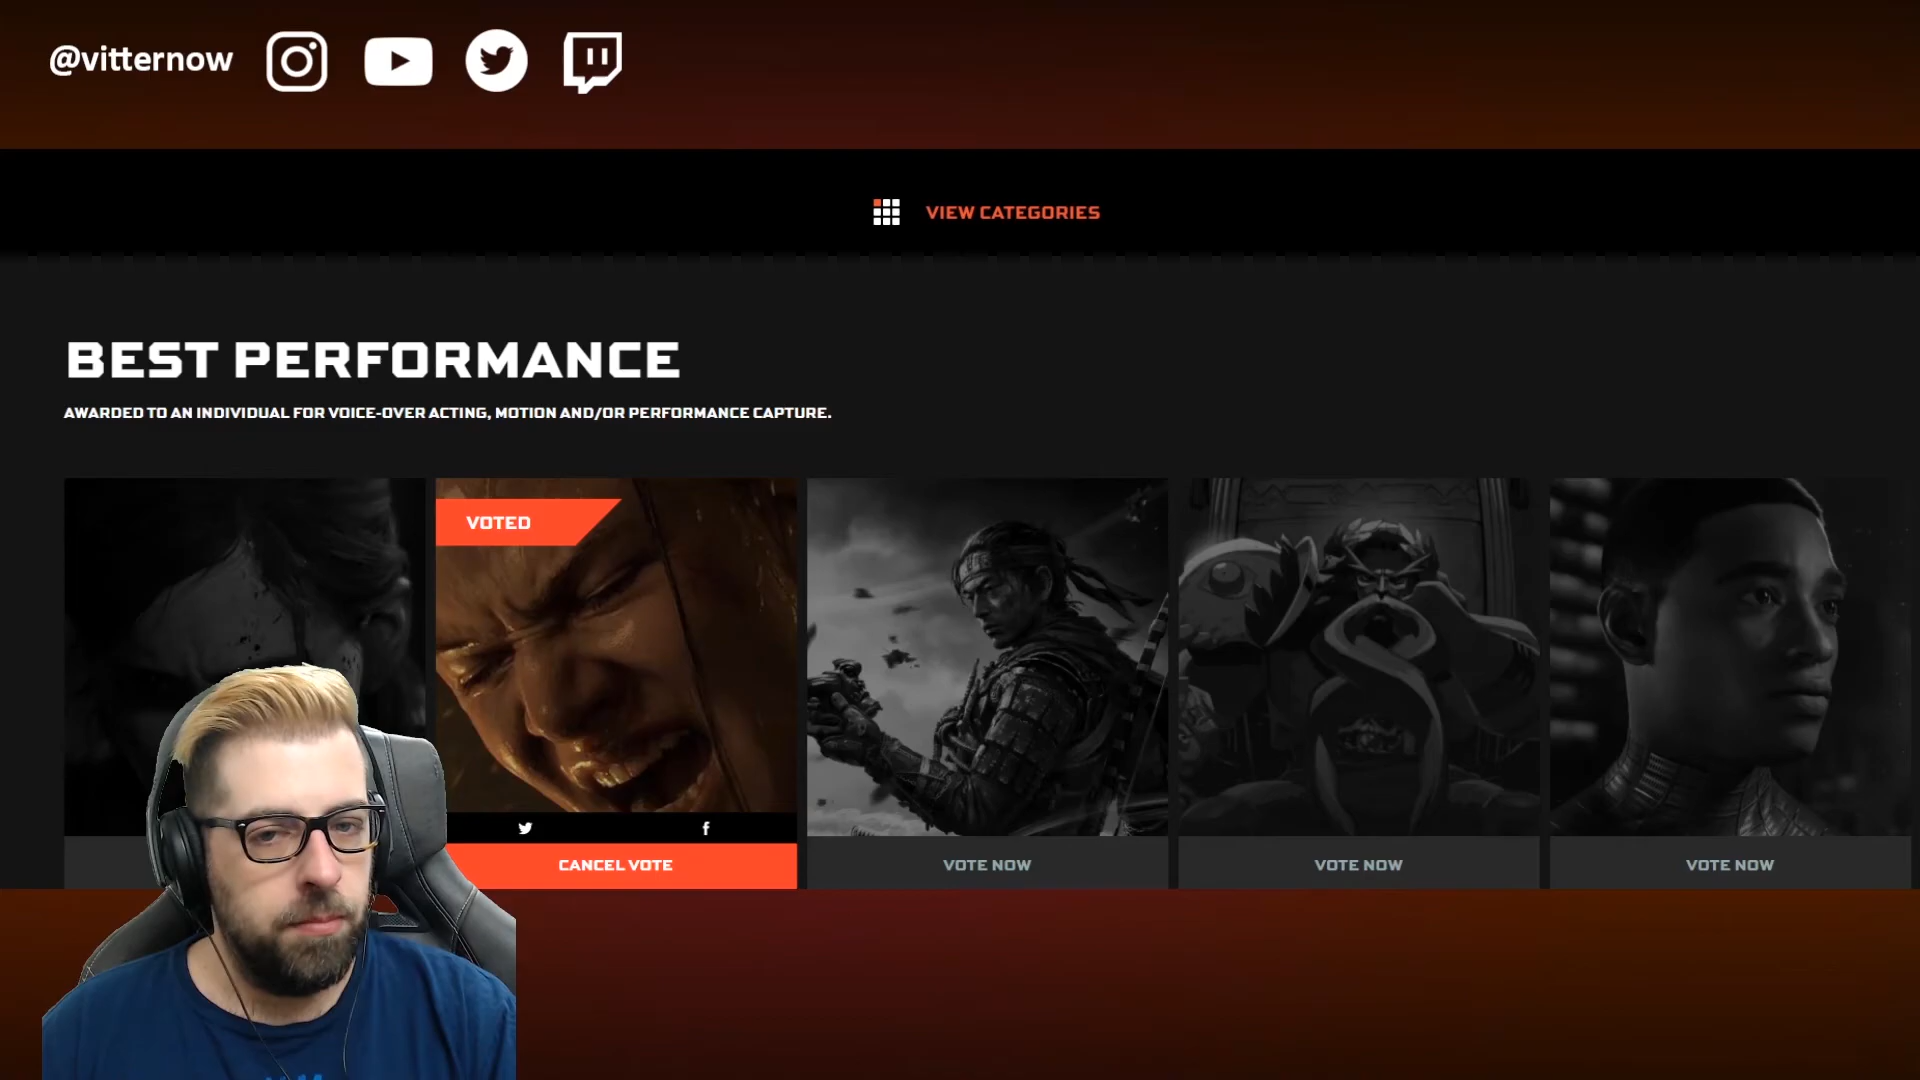 @vitternow
VIEW CATEGORIES
BEST PERFORMANCE
AWARDED TO AN INDIVIDUAL FOR VOICE-OVER ACTING, MOTION AND/OR PERFORMANCE CAPTURE.
VOTED
CANCEL VOTE
VOTE NOW
VOTE NOW
VOTE NOW